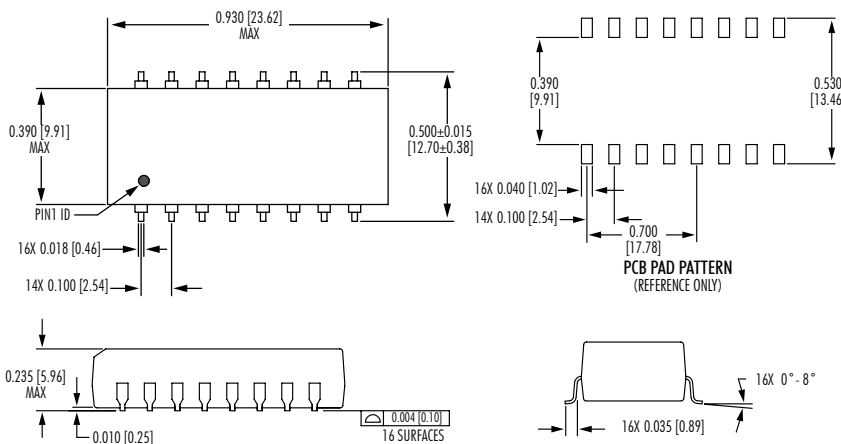 0.930 [23.62]
MAX
0.390 [9.91]
MAX
0.500±0.015
[12.70±0.38]
PIN1 ID
16X 0.018 [0.46]
14X 0.100 [2.54]
0.390
[9.91]
0.530
[13.46
16X 0.040 [1.02]
14X 0.100 [2.54]
0.700
[17.78]
PCB PAD PATTERN
(REFERENCE ONLY)
0.235 [5.96]
MAX
0.010 [0.25]
0.004 [0.10]
16 SURFACES
16X 0°- 8°
16X 0.035 [0.89]